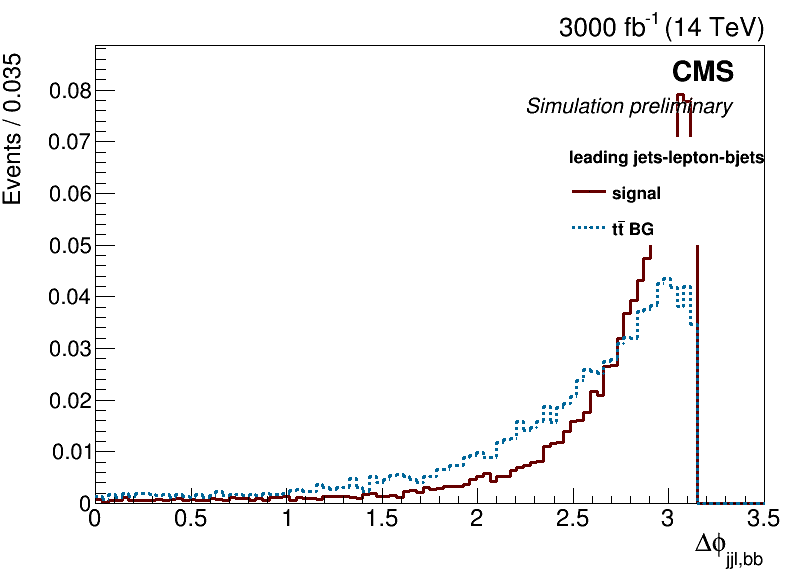 3000 fb⁻¹ (14 TeV)
CMS
Simulation preliminary
leading jets-lepton-bjets
signal
tt̄ BG
Events / 0.035
0.08
0.07
0.06
0.05
0.04
0.03
0.02
0.01
0
0 0.5 1 1.5 2 2.5 3 3.5
Δϕjjl,bb